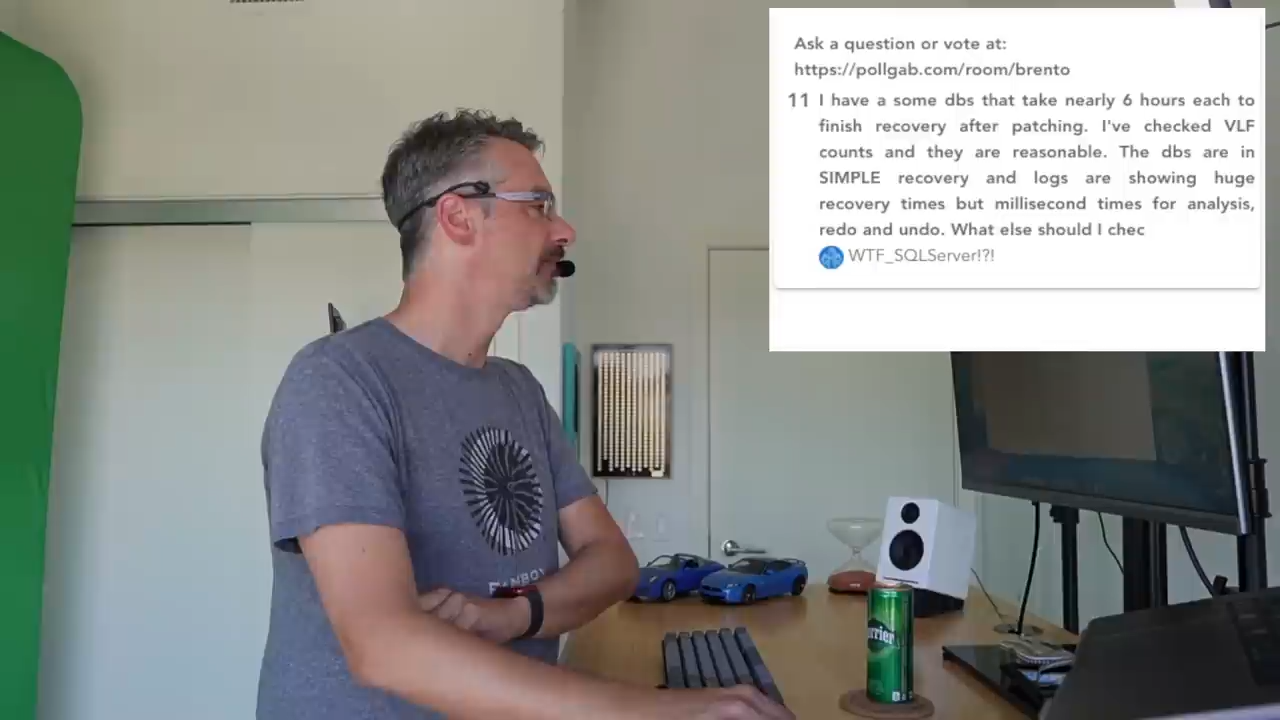 Ask a question or vote at:
https://pollgab.com/room/brento
11 I have a some dbs that take nearly 6 hours each to
finish recovery after patching. I've checked VLF
counts and they are reasonable. The dbs are in
SIMPLE recovery and logs are showing huge
recovery times but millisecond times for analysis,
redo and undo. What else should I chec
WTF_SQLServer!?!